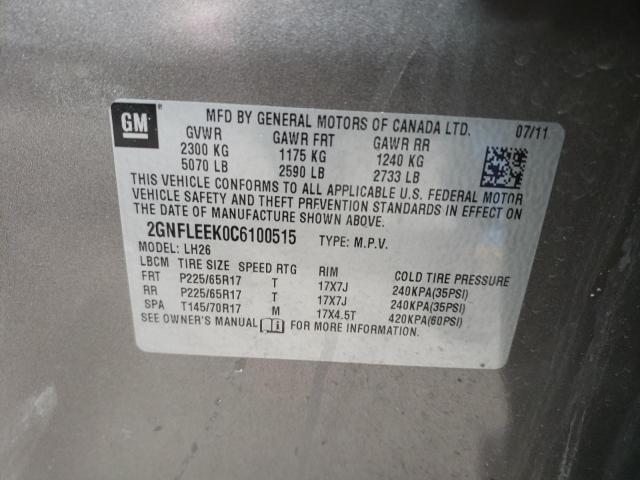 GM
MFD BY GENERAL MOTORS OF CANADA LTD. 07/11
GVWR GAWR FRT GAWR RR
2300 KG 1175 KG 1240 KG
5070 LB 2590 LB 2733 LB
THIS VEHICLE CONFORMS TO ALL APPLICABLE U.S. FEDERAL MOTOR
VEHICLE SAFETY AND THEFT PREVENTION STANDARDS IN EFFECT ON
THE DATE OF MANUFACTURE SHOWN ABOVE.
2GNFLEEK0C6100515 TYPE: M.P.V.
MODEL: LH26
LBCM TIRE SIZE SPEED RTG RIM COLD TIRE PRESSURE
FRT P225/65R17 T 17X7J 240KPA(35PSI)
RR P225/65R17 T 17X7J 240KPA(35PSI)
SPA T145/70R17 M 17X4.5T 420KPA(60PSI)
SEE OWNER'S MANUAL FOR MORE INFORMATION.